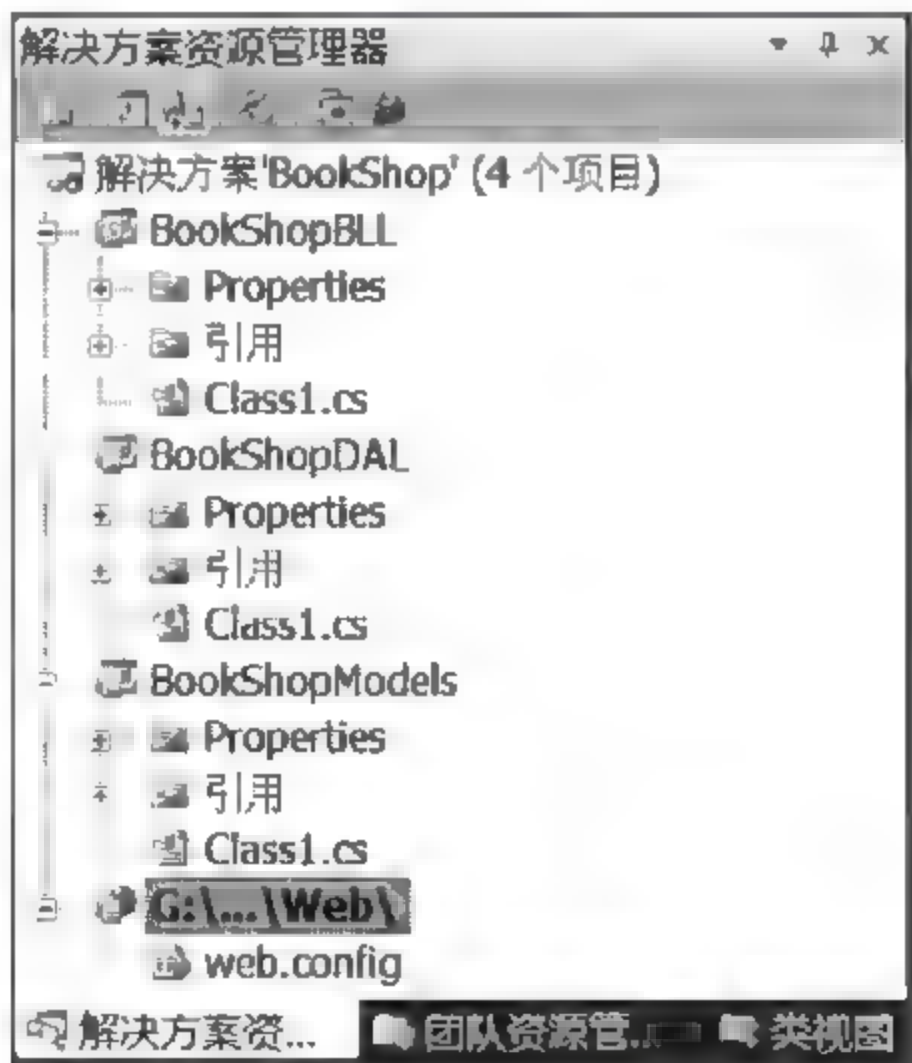 解决方案资源管理器
解决方案'BookShop' (4 个项目)
BookShopBLL
Properties
引用
Class1.cs
BookShopDAL
Properties
引用
Class1.cs
BookShopModels
Properties
引用
Class1.cs
G:\...\Web\
web.config
解决方案资... 团队资源管... 类视图